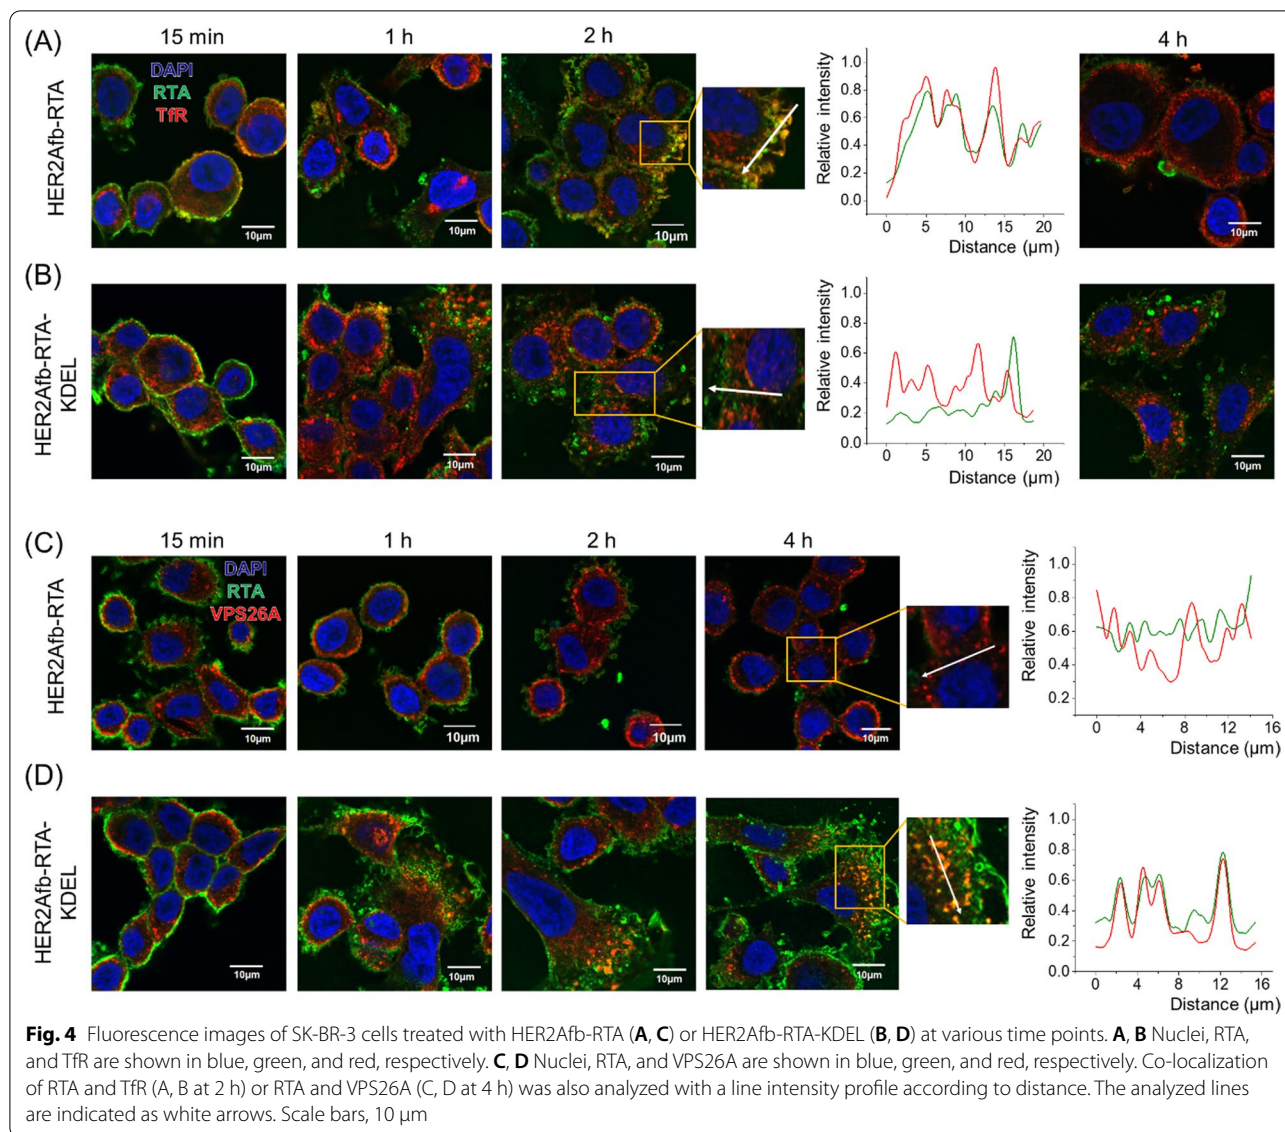 (A)
15 min
1 h
2 h
4 h
HER2Afb-RTA
DAPI
RTA
TfR
10µm
10µm
10µm
Relative intensity
1.0
0.8
0.6
0.4
0.2
0.0
0 5 10 15 20
Distance (µm)
10µm
(B)
HER2Afb-RTA-
KDEL
10µm
10µm
10µm
Relative intensity
1.0
0.8
0.6
0.4
0.2
0.0
0 5 10 15 20
Distance (µm)
10µm
(C)
15 min
1 h
2 h
4 h
HER2Afb-RTA
DAPI
RTA
VPS26A
10µm
10µm
10µm
10µm
Relative intensity
1.0
0.8
0.6
0.4
0.2
0 4 8 12 16
Distance (µm)
(D)
HER2Afb-RTA-
KDEL
10µm
10µm
10µm
10µm
Relative intensity
1.0
0.8
0.6
0.4
0.2
0.0
0 4 8 12 16
Distance (µm)
Fig. 4 Fluorescence images of SK-BR-3 cells treated with HER2Afb-RTA (A, C) or HER2Afb-RTA-KDEL (B, D) at various time points. A, B Nuclei, RTA,
and TfR are shown in blue, green, and red, respectively. C, D Nuclei, RTA, and VPS26A are shown in blue, green, and red, respectively. Co-localization
of RTA and TfR (A, B at 2 h) or RTA and VPS26A (C, D at 4 h) was also analyzed with a line intensity profile according to distance. The analyzed lines
are indicated as white arrows. Scale bars, 10 µm